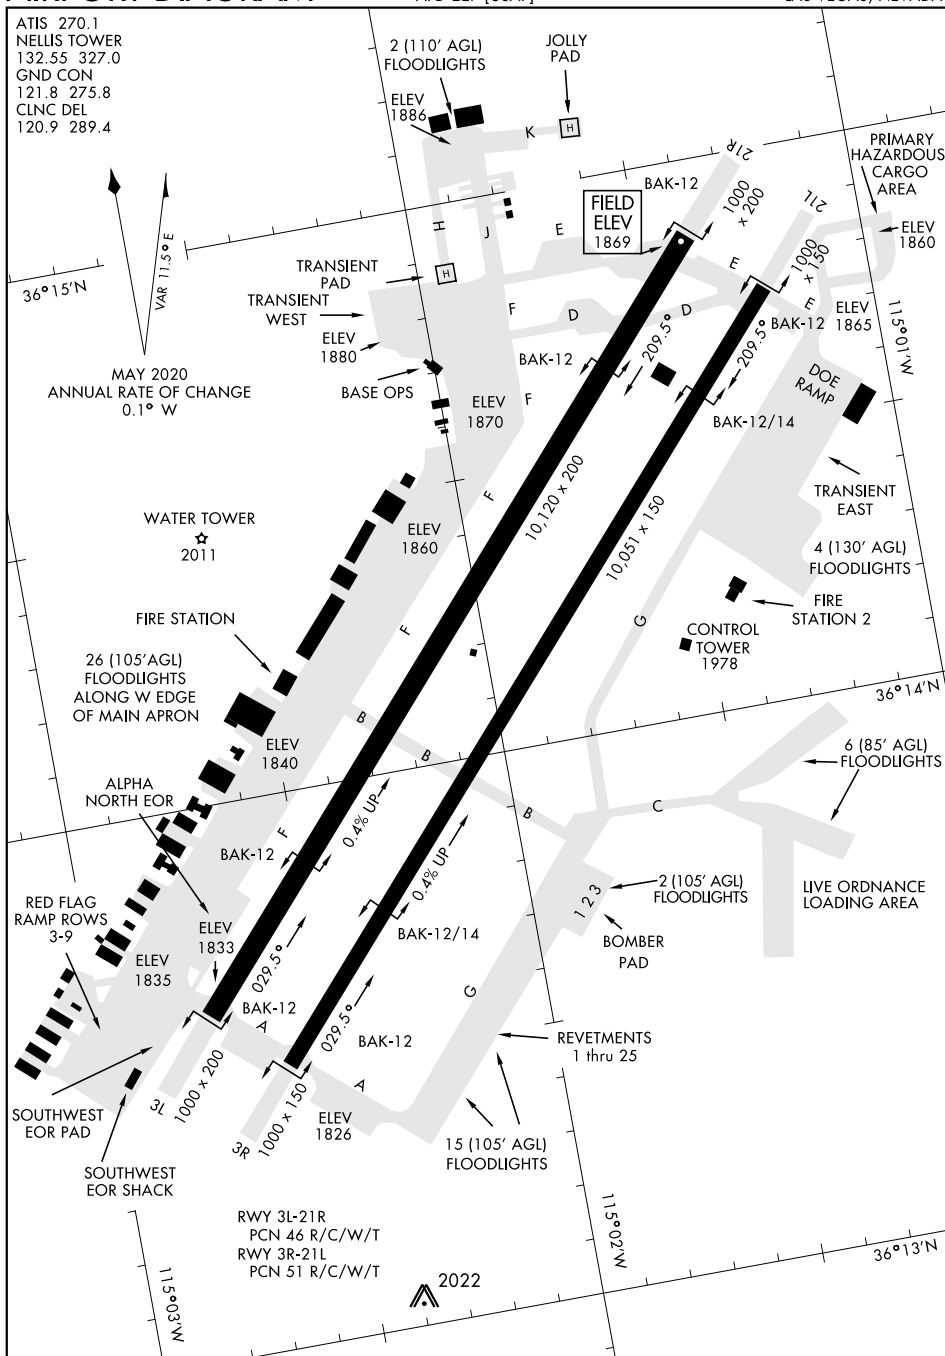 ATIS 270.1
NELLIS TOWER
132.55 327.0
GND CON
121.8 275.8
CLNC DEL
120.9 289.4
2 (110' AGL)
FLOODLIGHTS
JOLLY
PAD
ELEV
1886
K
H
PRIMARY
HAZARDOUS
CARGO
AREA
21R
BAK-12
1000
x 200
21L
FIELD
ELEV
1869
ELEV
1860
VAR 11.5° E
H
J
E
E
1000
x 150
E
36°15'N
TRANSIENT
PAD
H
TRANSIENT
WEST
F
D
D
ELEV
1865
BAK-12
115°01'W
ELEV
1880
BAK-12
209.5°
209.5°
MAY 2020
ANNUAL RATE OF CHANGE
0.1° W
BASE OPS
ELEV
1870
F
DOE
RAMP
BAK-12/14
F
10,120 x 200
10,051 x 150
TRANSIENT
EAST
WATER TOWER
2011
ELEV
1860
4 (130' AGL)
FLOODLIGHTS
FIRE STATION
F
G
FIRE
STATION 2
CONTROL
TOWER
1978
26 (105'AGL)
FLOODLIGHTS
ALONG W EDGE
OF MAIN APRON
36°14'N
B
B
B
ELEV
1840
6 (85' AGL)
FLOODLIGHTS
ALPHA
NORTH EOR
F
0.4% UP
C
BAK-12
0.4% UP
2 (105' AGL)
FLOODLIGHTS
LIVE ORDNANCE
LOADING AREA
RED FLAG
RAMP ROWS
3-9
1 2 3
ELEV
1833
BAK-12/14
BOMBER
PAD
ELEV
1835
029.5°
G
BAK-12
A
029.5°
BAK-12
REVETMENTS
1 thru 25
1000 x 200
A
SOUTHWEST
EOR PAD
3L
1000 x 150
ELEV
1826
3R
15 (105' AGL)
FLOODLIGHTS
SOUTHWEST
EOR SHACK
RWY 3L-21R
PCN 46 R/C/W/T
RWY 3R-21L
PCN 51 R/C/W/T
115°02'W
36°13'N
115°03'W
2022